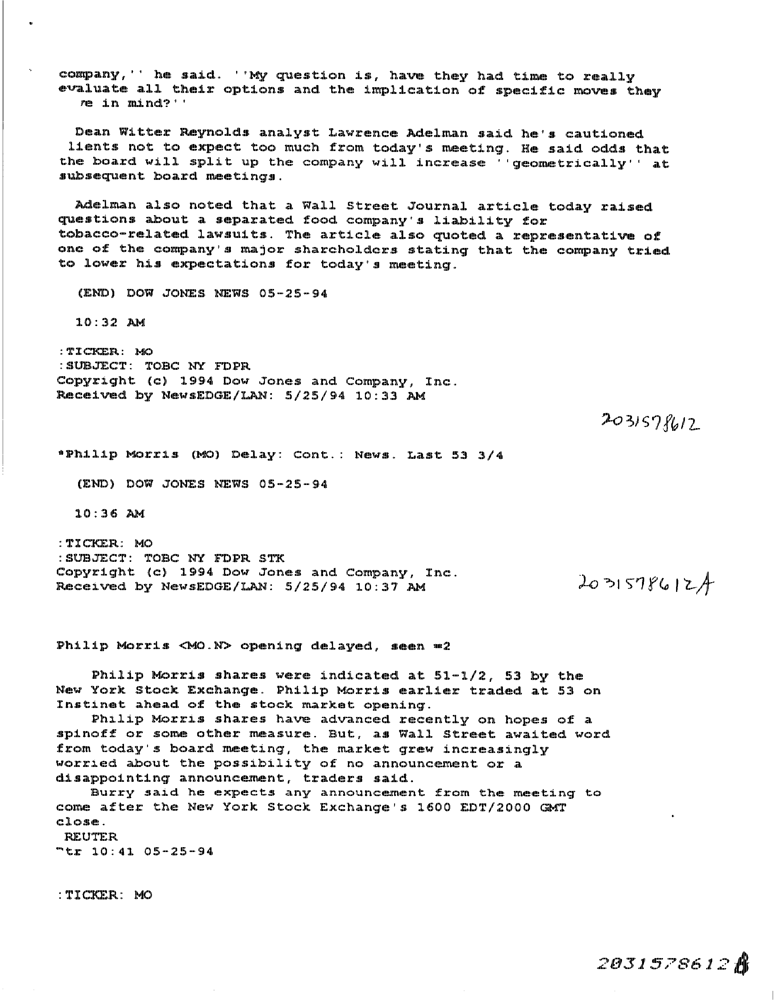 company,'' he said. ''My question is, have they had time to really
evaluate all their options and the implication of specific moves they
re in mind?''
Dean Witter Reynolds analyst Lawrence Adelman said he's cautioned
lients not to expect too much from today's meeting. He said odds that
the board will split up the company will increase ''geometrically'' at
subsequent board meetings.
Adelman also noted that a Wall Street Journal article today raised
questions about a separated food company's liability for
tobacco-related lawsuits. The article also quoted a representative of
one of the company's major shareholders stating that the company tried
to lower his expectations for today's meeting.
(END) DOW JONES NEWS 05-25-94
10:32 AM
:TICKER: MO
:SUBJECT: TOBC NY FDPR
Copyright (c) 1994 Dow Jones and Company, Inc.
Received by NewsEDGE/LAN: 5/25/94 10:33 AM
2031578612
*Philip Morris (MO) Delay: Cont.: News. Last 53 3/4
(END) DOW JONES NEWS 05-25-94
10:36 AM
:TICKER: MO
:SUBJECT: TOBC NY FDPR STK
Copyright (c) 1994 Dow Jones and Company, Inc.
Received by NewsEDGE/LAN: 5/25/94 10:37 AM
2031578612A
Philip Morris <MO.N> opening delayed, seen =2
Philip Morris shares were indicated at 51-1/2, 53 by the
New York Stock Exchange. Philip Morris earlier traded at 53 on
Instinet ahead of the stock market opening.
Philip Morris shares have advanced recently on hopes of a
spinoff or some other measure. But, as Wall Street awaited word
from today's board meeting, the market grew increasingly
worried about the possibility of no announcement or a
disappointing announcement, traders said.
Burry said he expects any announcement from the meeting to
come after the New York Stock Exchange's 1600 EDT/2000 GMT
close.
REUTER
tr 10:41 05-25-94
:TICKER: MO
2031578612B